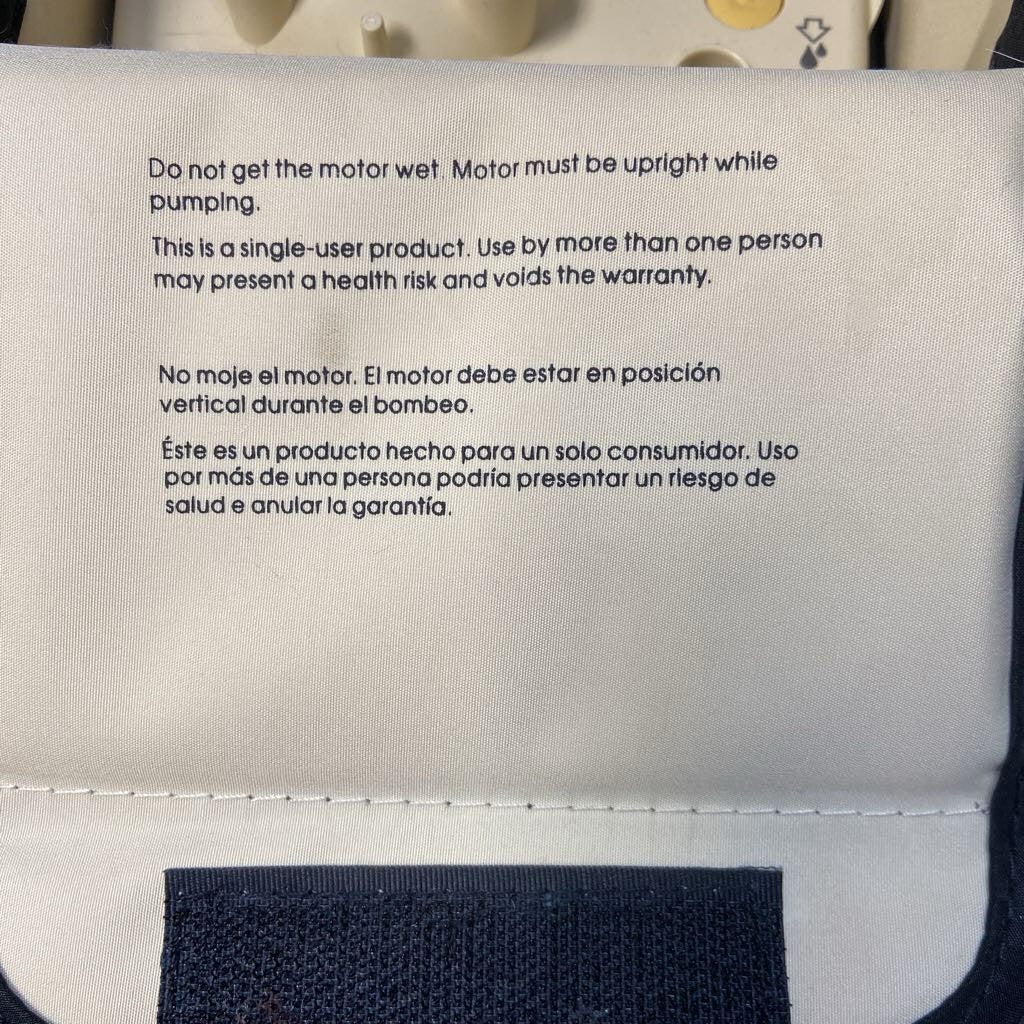 Do not get the motor wet. Motor must be upright while
pumping.
This is a single-user product. Use by more than one person
may present a health risk and voids the warranty.
No moje el motor. El motor debe estar en posición
vertical durante el bombeo.
Éste es un producto hecho para un solo consumidor. Uso
por más de una persona podría presentar un riesgo de
salud e anular la garantía.